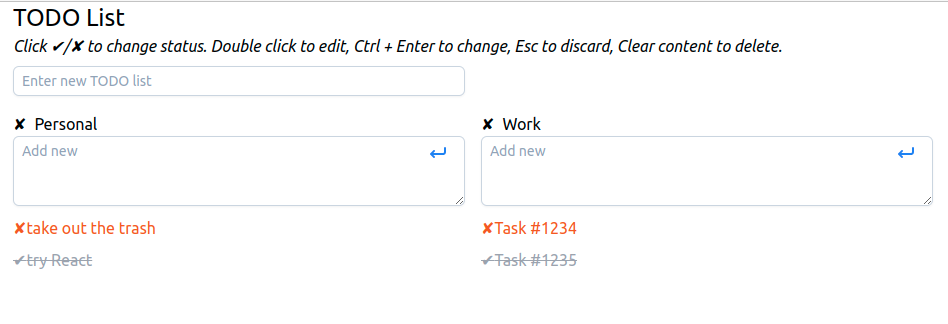 TODO List
Click ✔/✘ to change status. Double click to edit, Ctrl + Enter to change, Esc to discard, Clear content to delete.
Enter new TODO list
✘ Personal
Add new
✘take out the trash
✔try React
✘ Work
Add new
✘Task #1234
✔Task #1235